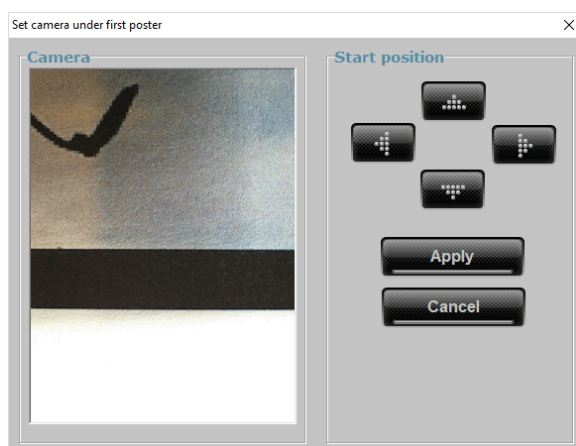 Set camera under first poster
Camera
Start position
Apply
Cancel